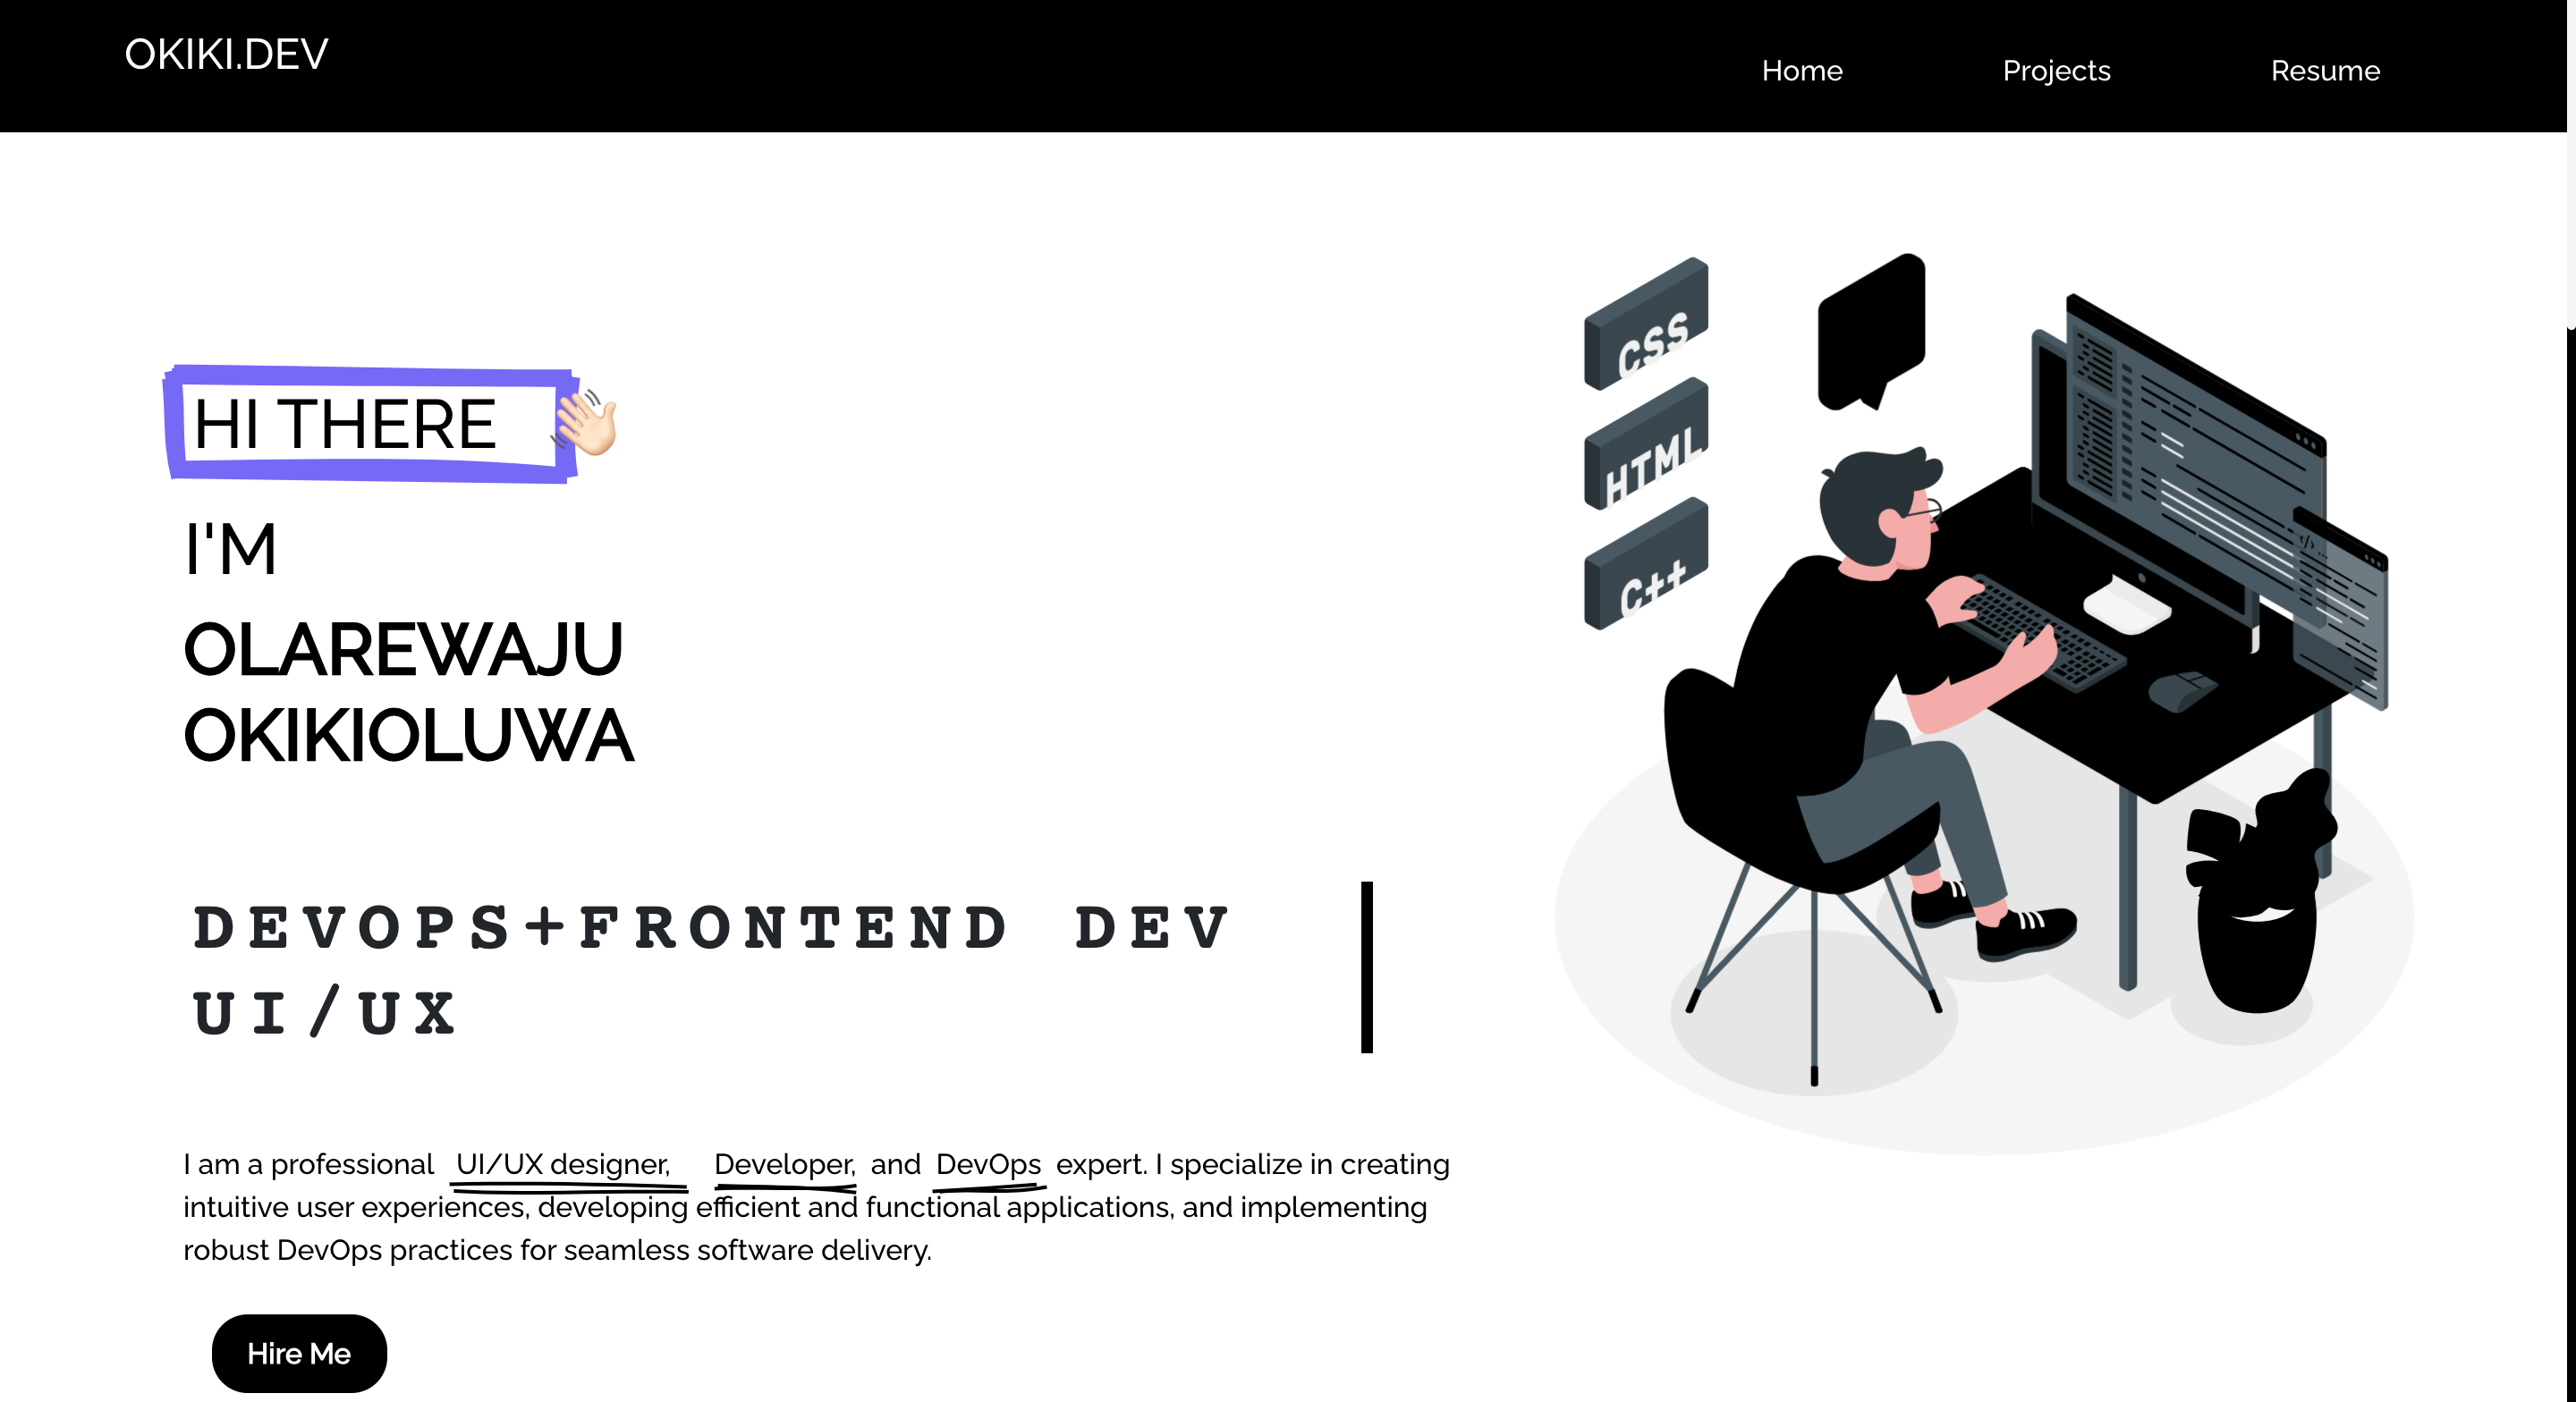 OKIKI.DEV
Home Projects Resume
HI THERE 👋🏻
I'M
OLAREWAJU
OKIKIOLUWA
DEVOPS+FRONTEND DEV
UI/UX
I am a professional UI/UX designer, Developer, and DevOps expert. I specialize in creating
intuitive user experiences, developing efficient and functional applications, and implementing
robust DevOps practices for seamless software delivery.
Hire Me
CSS
HTML
C++
</>